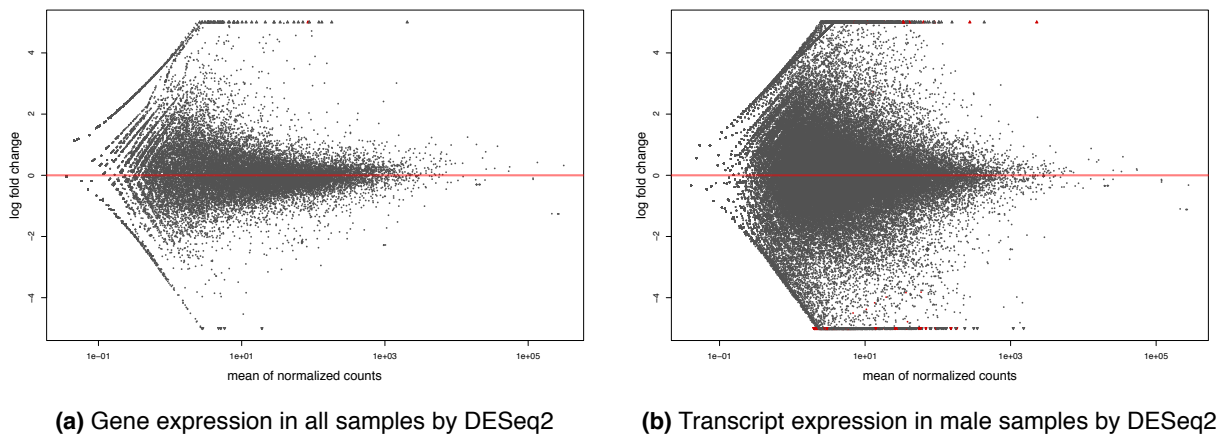 4
2
0
-2
-4
log fold change
1e−01
1e+01
1e+03
1e+05
mean of normalized counts
(a) Gene expression in all samples by DESeq2
4
2
0
-2
-4
log fold change
1e−01
1e+01
1e+03
1e+05
mean of normalized counts
(b) Transcript expression in male samples by DESeq2